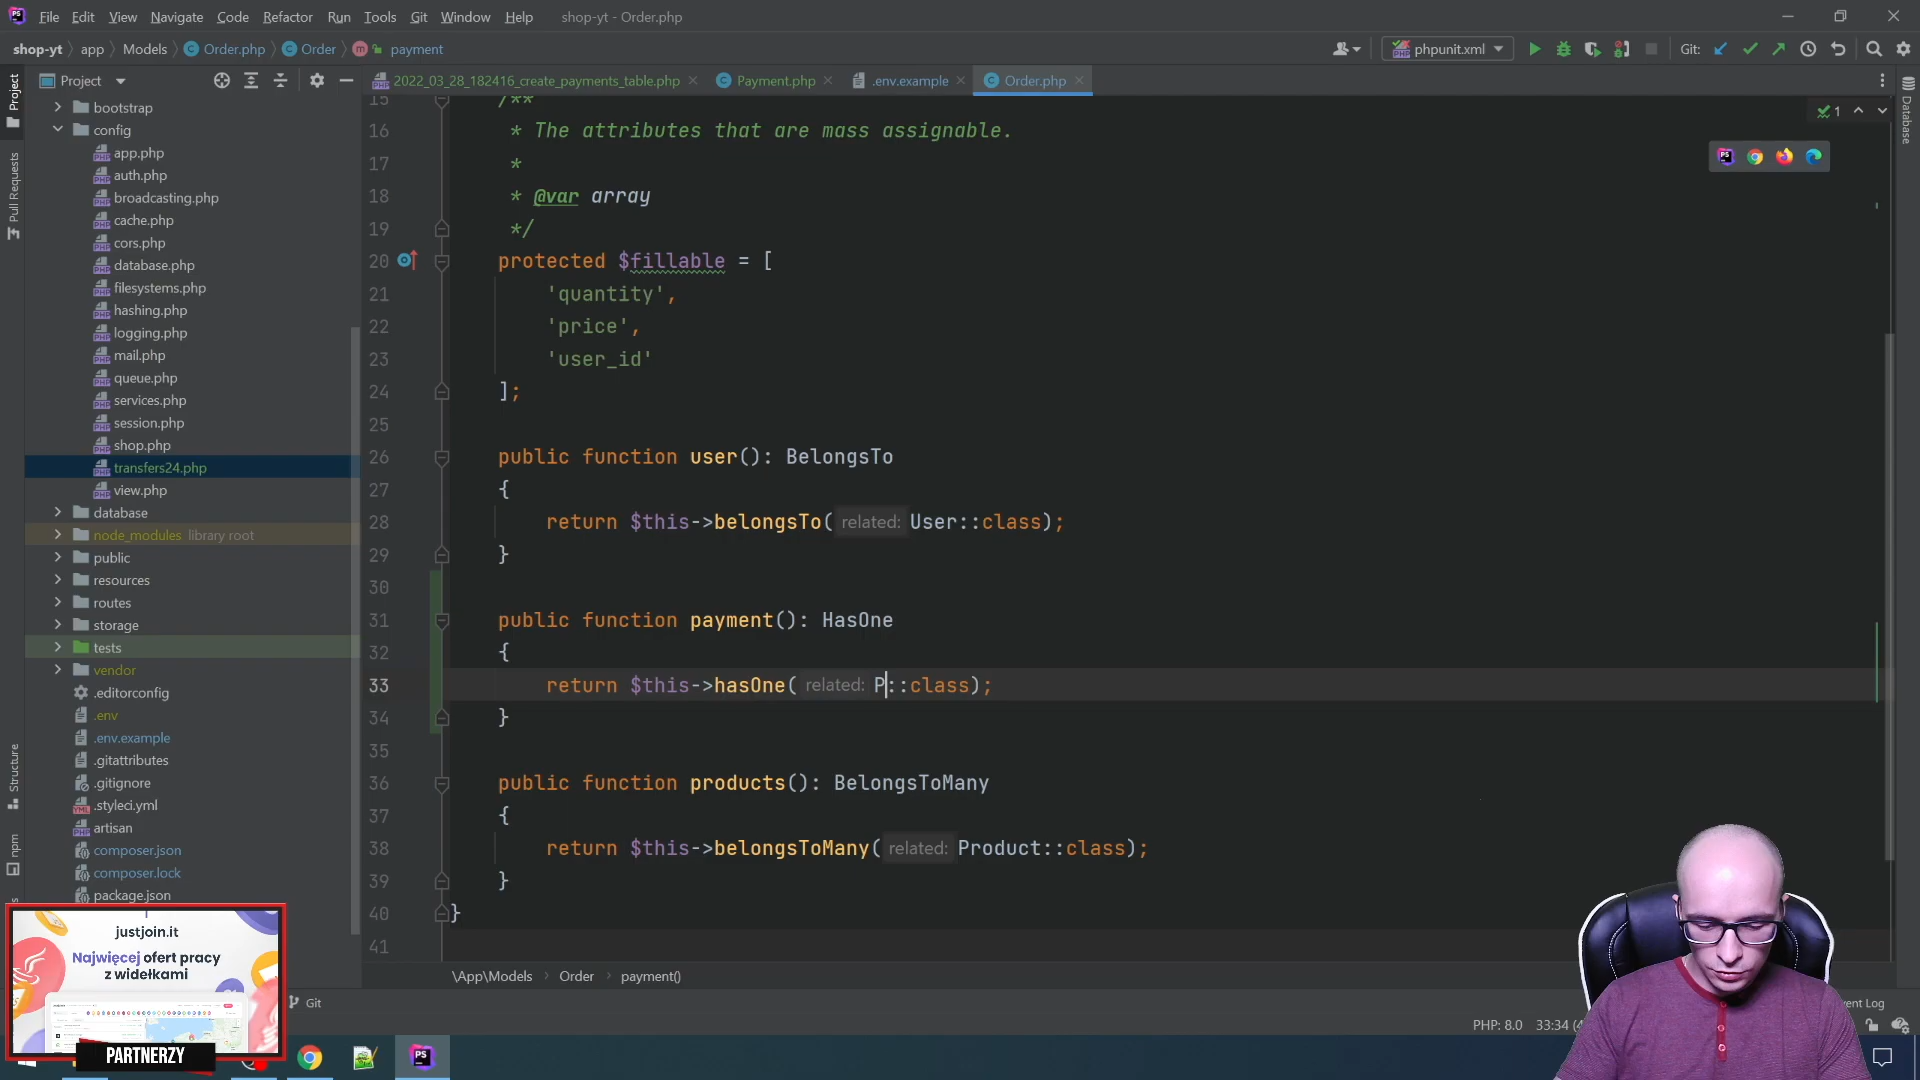 File Edit View Navigate Code Refactor Run Tools Git Window Help shop-yt - Order.php
shop-yt app Models Order.php Order payment
phpunit.xml Git:
Project
2022_03_28_182416_create_payments_table.php Payment.php .env.example Order.php
Project
Pull Requests
Structure
npm
Database
bootstrap
config
app.php
auth.php
broadcasting.php
cache.php
cors.php
database.php
filesystems.php
hashing.php
logging.php
mail.php
queue.php
services.php
session.php
shop.php
transfers24.php
view.php
database
node_modules library root
public
resources
routes
storage
tests
vendor
.editorconfig
.env
.env.example
.gitattributes
.gitignore
.styleci.yml
artisan
composer.json
composer.lock
package.json
1
15 /**
16 * The attributes that are mass assignable.
17 *
18 * @var array
19 */
20 protected $fillable = [
21 'quantity',
22 'price',
23 'user_id'
24 ];
25
26 public function user(): BelongsTo
27 {
28 return $this->belongsTo( related: User::class);
29 }
30
31 public function payment(): HasOne
32 {
33 return $this->hasOne( related: P::class);
34 }
35
36 public function products(): BelongsToMany
37 {
38 return $this->belongsToMany( related: Product::class);
39 }
40 }
41
\App\Models Order payment()
Git
PHP: 8.0 33:34
justjoin.it
Najwięcej ofert pracy
z widełkami
PARTNERZY